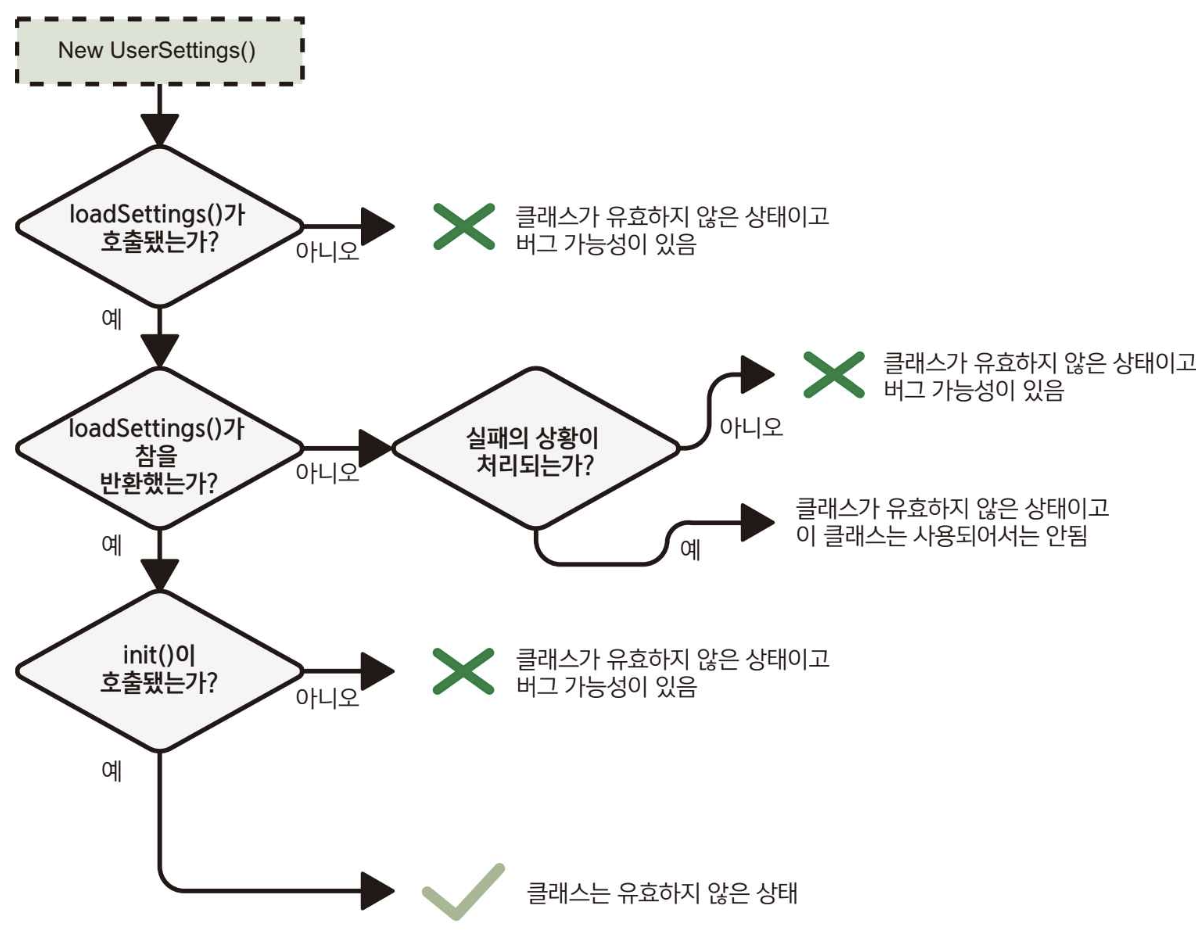 New UserSettings()
loadSettings()가
호출됐는가?
아니오
클래스가 유효하지 않은 상태이고
버그 가능성이 있음
예
loadSettings()가
참을
반환했는가?
아니오
실패의 상황이
처리되는가?
아니오
클래스가 유효하지 않은 상태이고
버그 가능성이 있음
예
클래스가 유효하지 않은 상태이고
이 클래스는 사용되어서는 안됨
예
init()이
호출됐는가?
아니오
클래스가 유효하지 않은 상태이고
버그 가능성이 있음
예
클래스는 유효하지 않은 상태